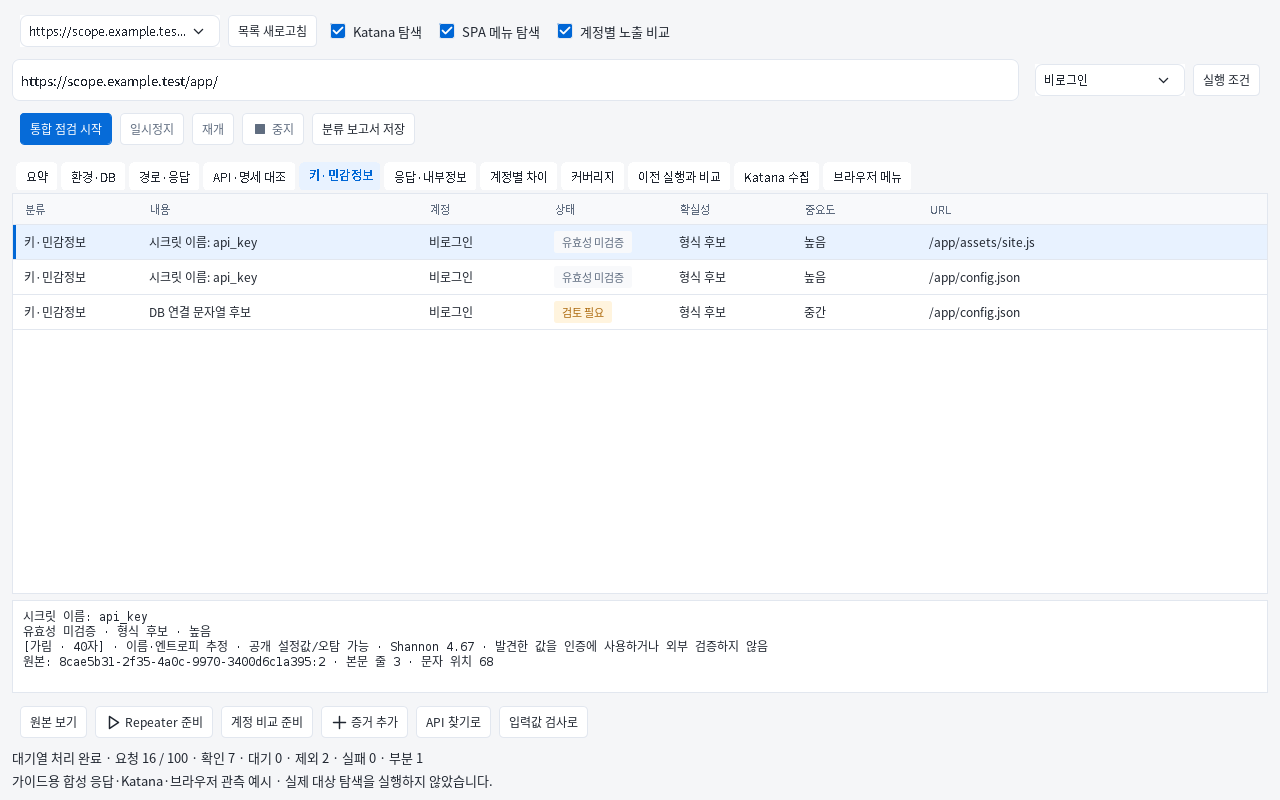 https://scope.example.tes... 목록 새로고침 Katana 탐색 SPA 메뉴 탐색 계정별 노출 비교
https://scope.example.test/app/ 비로그인 실행 조건
통합 점검 시작 일시정지 재개 중지 분류 보고서 저장
요약 환경·DB 경로·응답 API·명세 대조 키·민감정보 응답·내부정보 계정별 차이 커버리지 이전 실행과 비교 Katana 수집 브라우저 메뉴
분류 내용 계정 상태 확실성 중요도 URL
키·민감정보 시크릿 이름: api_key 비로그인 유효성 미검증 형식 후보 높음 /app/assets/site.js
키·민감정보 시크릿 이름: api_key 비로그인 유효성 미검증 형식 후보 높음 /app/config.json
키·민감정보 DB 연결 문자열 후보 비로그인 검토 필요 형식 후보 중간 /app/config.json
시크릿 이름: api_key
유효성 미검증 · 형식 후보 · 높음
[가림 · 40자] · 이름·엔트로피 추정 · 공개 설정값/오탐 가능 · Shannon 4.67 · 발견한 값을 인증에 사용하거나 외부 검증하지 않음
원본: 8cae5b31-2f35-4a0c-9970-3400d6c1a395:2 · 본문 줄 3 · 문자 위치 68
원본 보기 Repeater 준비 계정 비교 준비 증거 추가 API 찾기로 입력값 검사로
대기열 처리 완료 · 요청 16 / 100 · 확인 7 · 대기 0 · 제외 2 · 실패 0 · 부분 1
가이드용 합성 응답·Katana·브라우저 관측 예시 · 실제 대상 탐색을 실행하지 않았습니다.